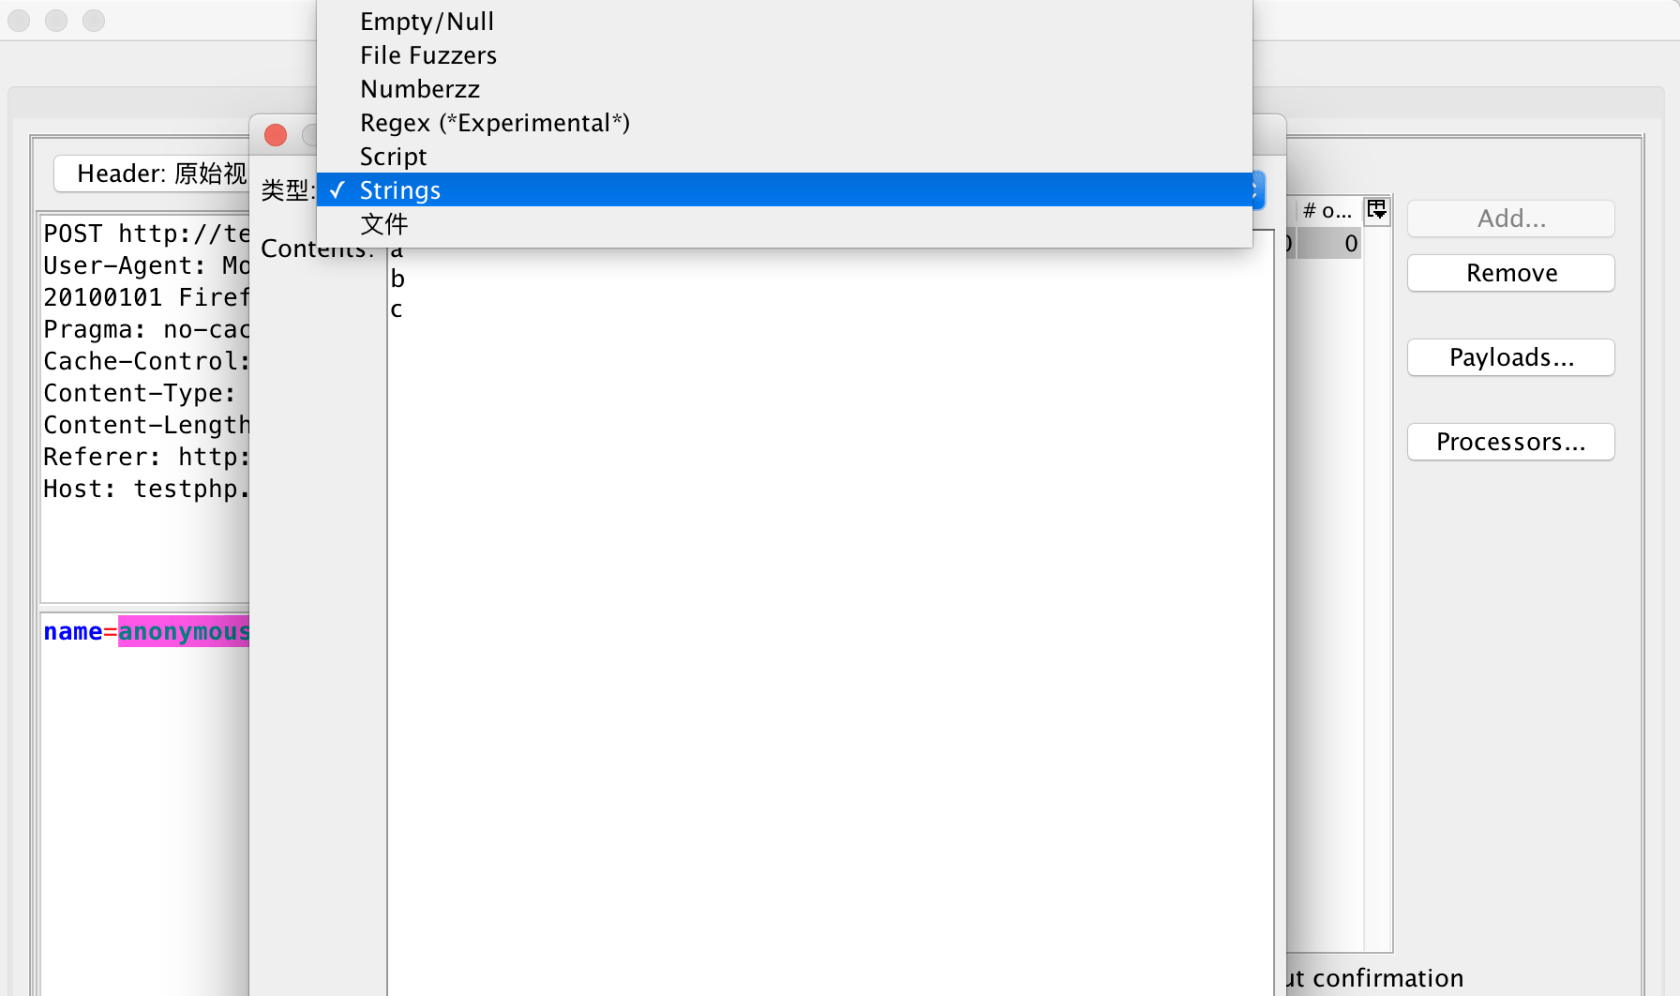 Empty/Null
File Fuzzers
Numberzz
Regex (*Experimental*)
Script
类型: ✓ Strings
文件
Header: 原始视
POST http://te
User-Agent: Mo
20100101 Firef
Pragma: no-cac
Cache-Control:
Content-Type:
Content-Length
Referer: http:
Host: testphp.
name=anonymous
Contents:
a
b
c
# o...
0
Add...
Remove
Payloads...
Processors...
ut confirmation